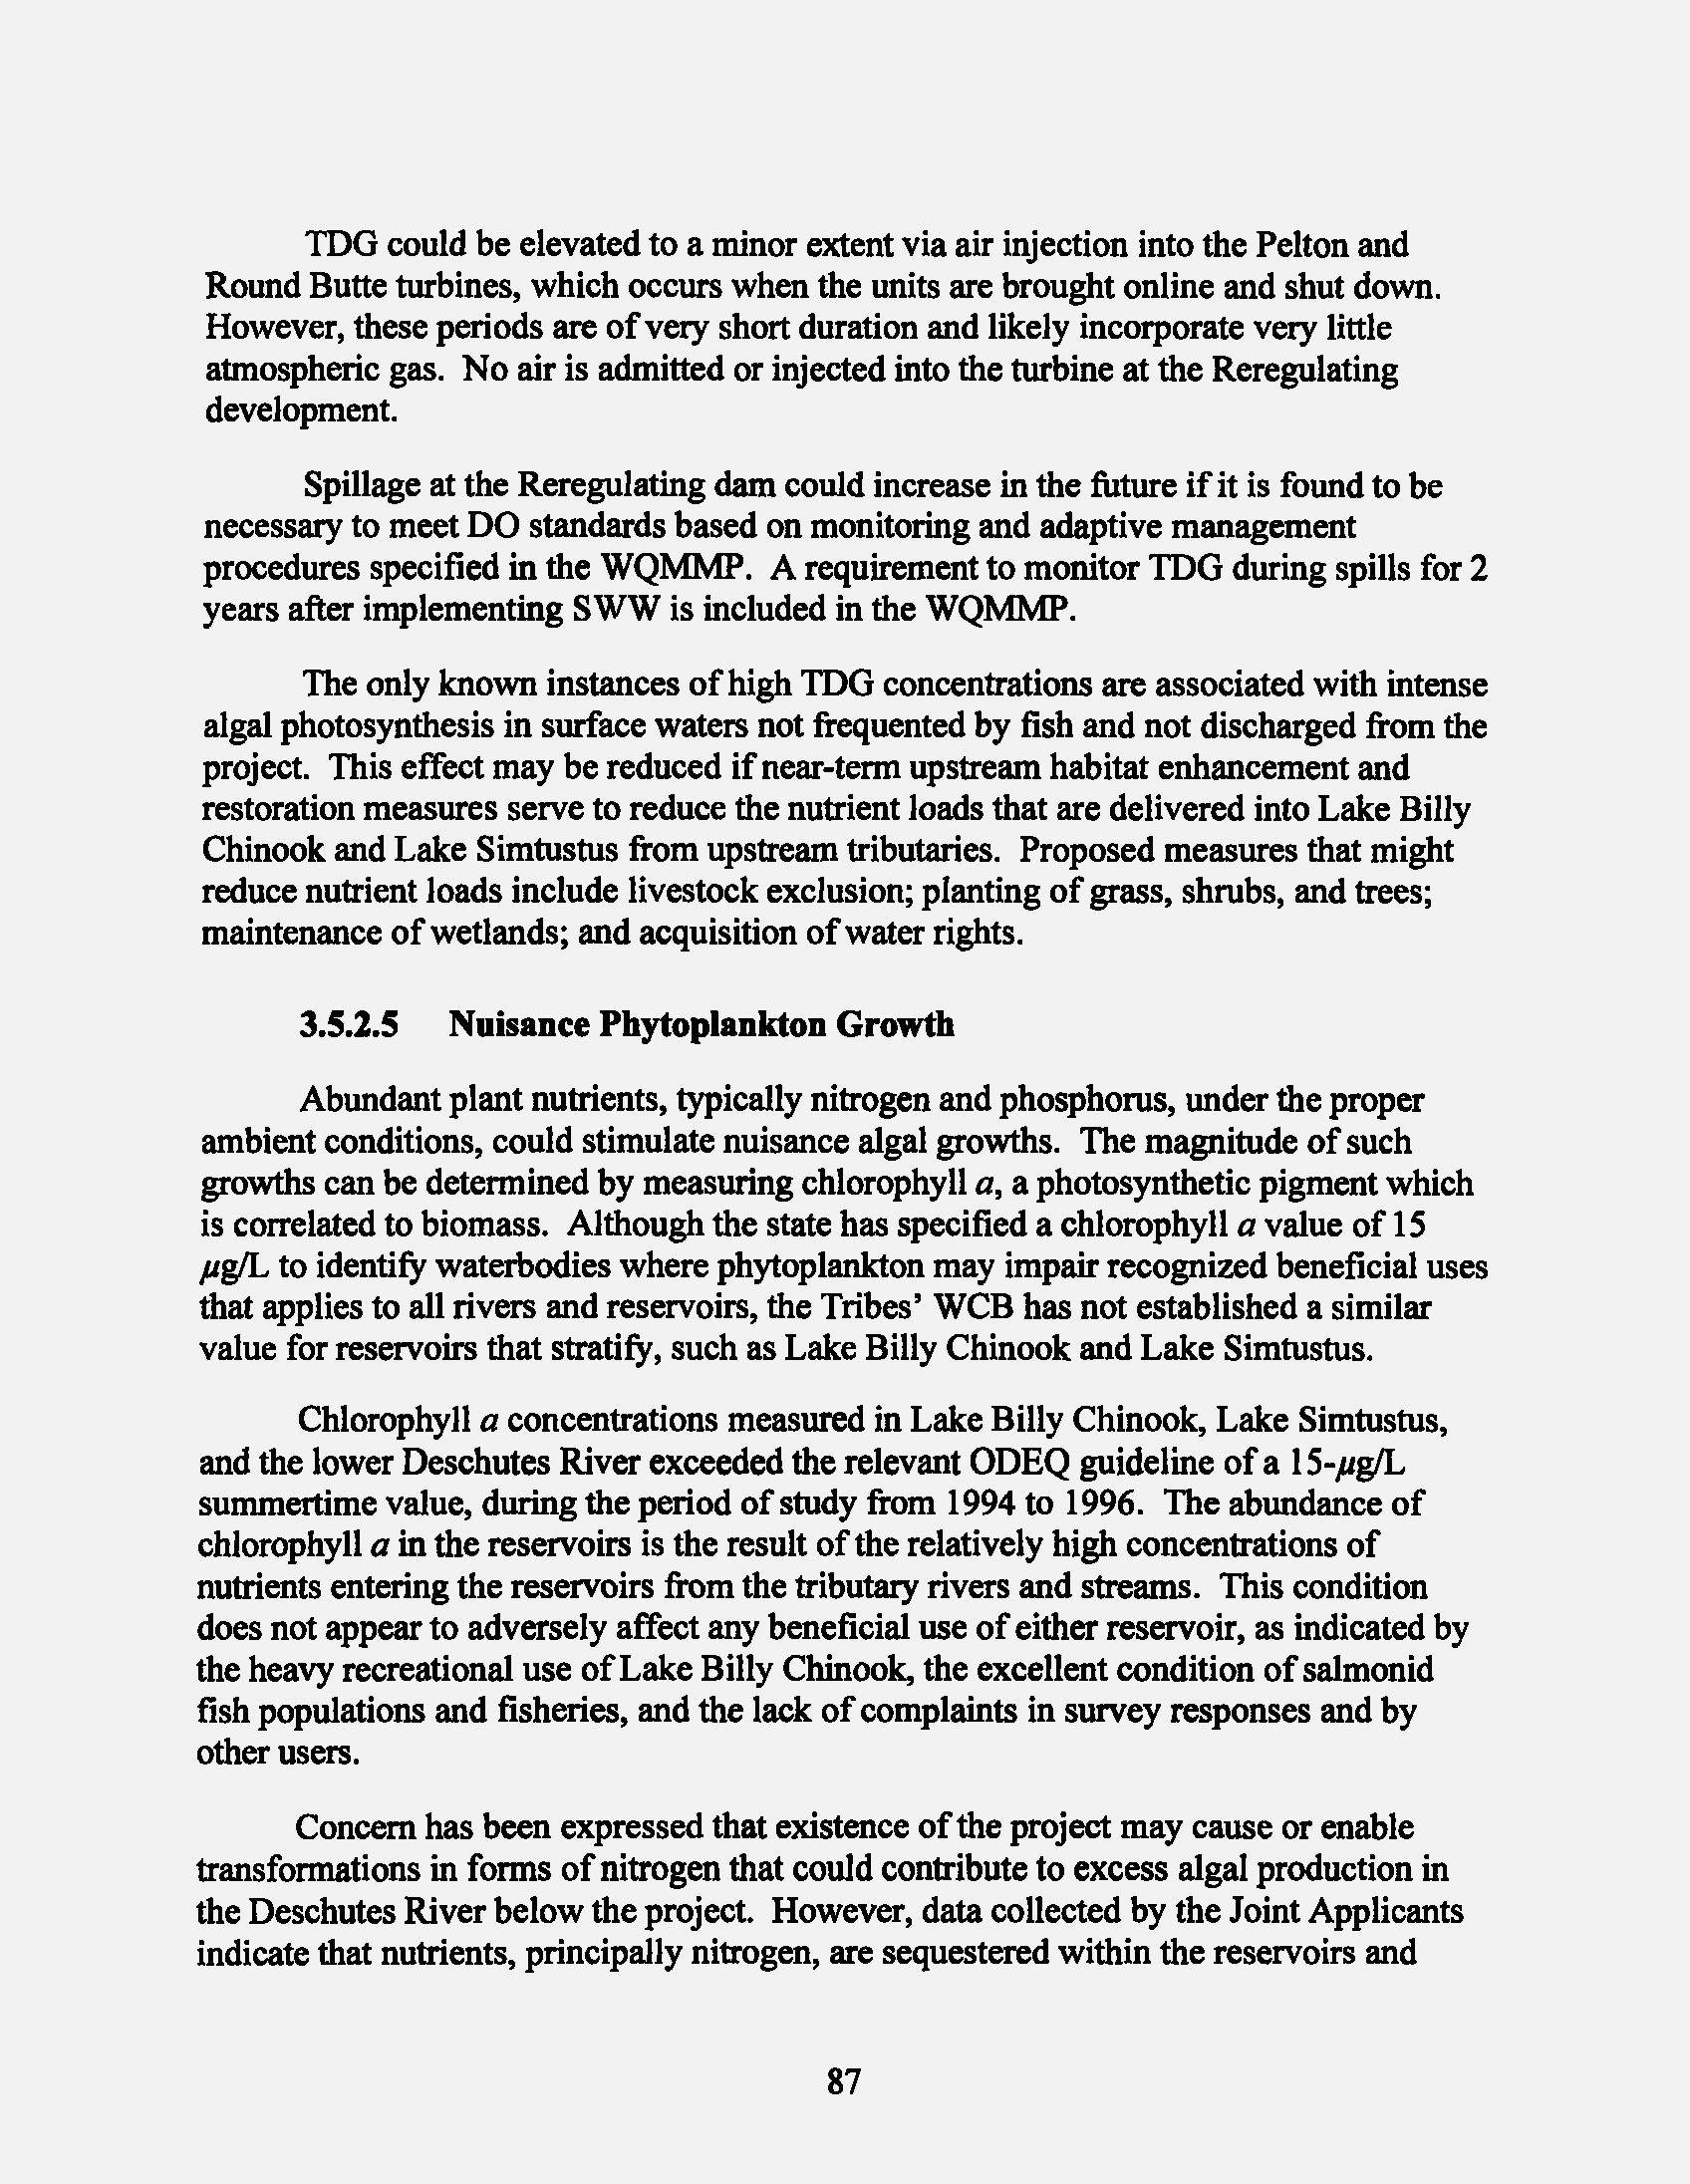 TDG could be elevated to a minor extent via air injection into the Pelton and
Round Butte turbines, which occurs when the units are brought online and shut down.
However, these periods are of very short duration and likely incorporate very little
atmospheric gas. No air is admitted or injected into the turbine at the Reregulating
development.
Spillage at the Reregulating dam could increase in the future if it is found to be
necessary to meet DO standards based on monitoring and adaptive management
procedures specified in the WQMMP. A requirement to monitor TDG during spills for 2
years after implementing SWW is included in the WQMMP.
The only known instances of high TDG concentrations are associated with intense
algal photosynthesis in surface waters not frequented by fish and not discharged from the
project. This effect may be reduced if near-term upstream habitat enhancement and
restoration measures serve to reduce the nutrient loads that are delivered into Lake Billy
Chinook and Lake Simtustus from upstream tributaries. Proposed measures that might
reduce nutrient loads include livestock exclusion; planting of grass, shrubs, and trees;
maintenance of wetlands; and acquisition of water rights.
3.5.2.5 Nuisance Phytoplankton Growth
Abundant plant nutrients, typically nitrogen and phosphorus, under the proper
ambient conditions, could stimulate nuisance algal growths. The magnitude of such
growths can be determined by measuring chlorophyll a, a photosynthetic pigment which
is correlated to biomass. Although the state has specified a chlorophyll a value of 15
µg/L to identify waterbodies where phytoplankton may impair recognized beneficial uses
that applies to all rivers and reservoirs, the Tribes' WCB has not established a similar
value for reservoirs that stratify, such as Lake Billy Chinook and Lake Simtustus.
Chlorophyll a concentrations measured in Lake Billy Chinook, Lake Simtustus,
and the lower Deschutes River exceeded the relevant ODEQ guideline of a 15-µg/L
summertime value, during the period of study from 1994 to 1996. The abundance of
chlorophyll a in the reservoirs is the result of the relatively high concentrations of
nutrients entering the reservoirs from the tributary rivers and streams. This condition
does not appear to adversely affect any beneficial use of either reservoir, as indicated by
the heavy recreational use of Lake Billy Chinook, the excellent condition of salmonid
fish populations and fisheries, and the lack of complaints in survey responses and by
other users.
Concern has been expressed that existence of the project may cause or enable
transformations in forms of nitrogen that could contribute to excess algal production in
the Deschutes River below the project. However, data collected by the Joint Applicants
indicate that nutrients, principally nitrogen, are sequestered within the reservoirs and
87